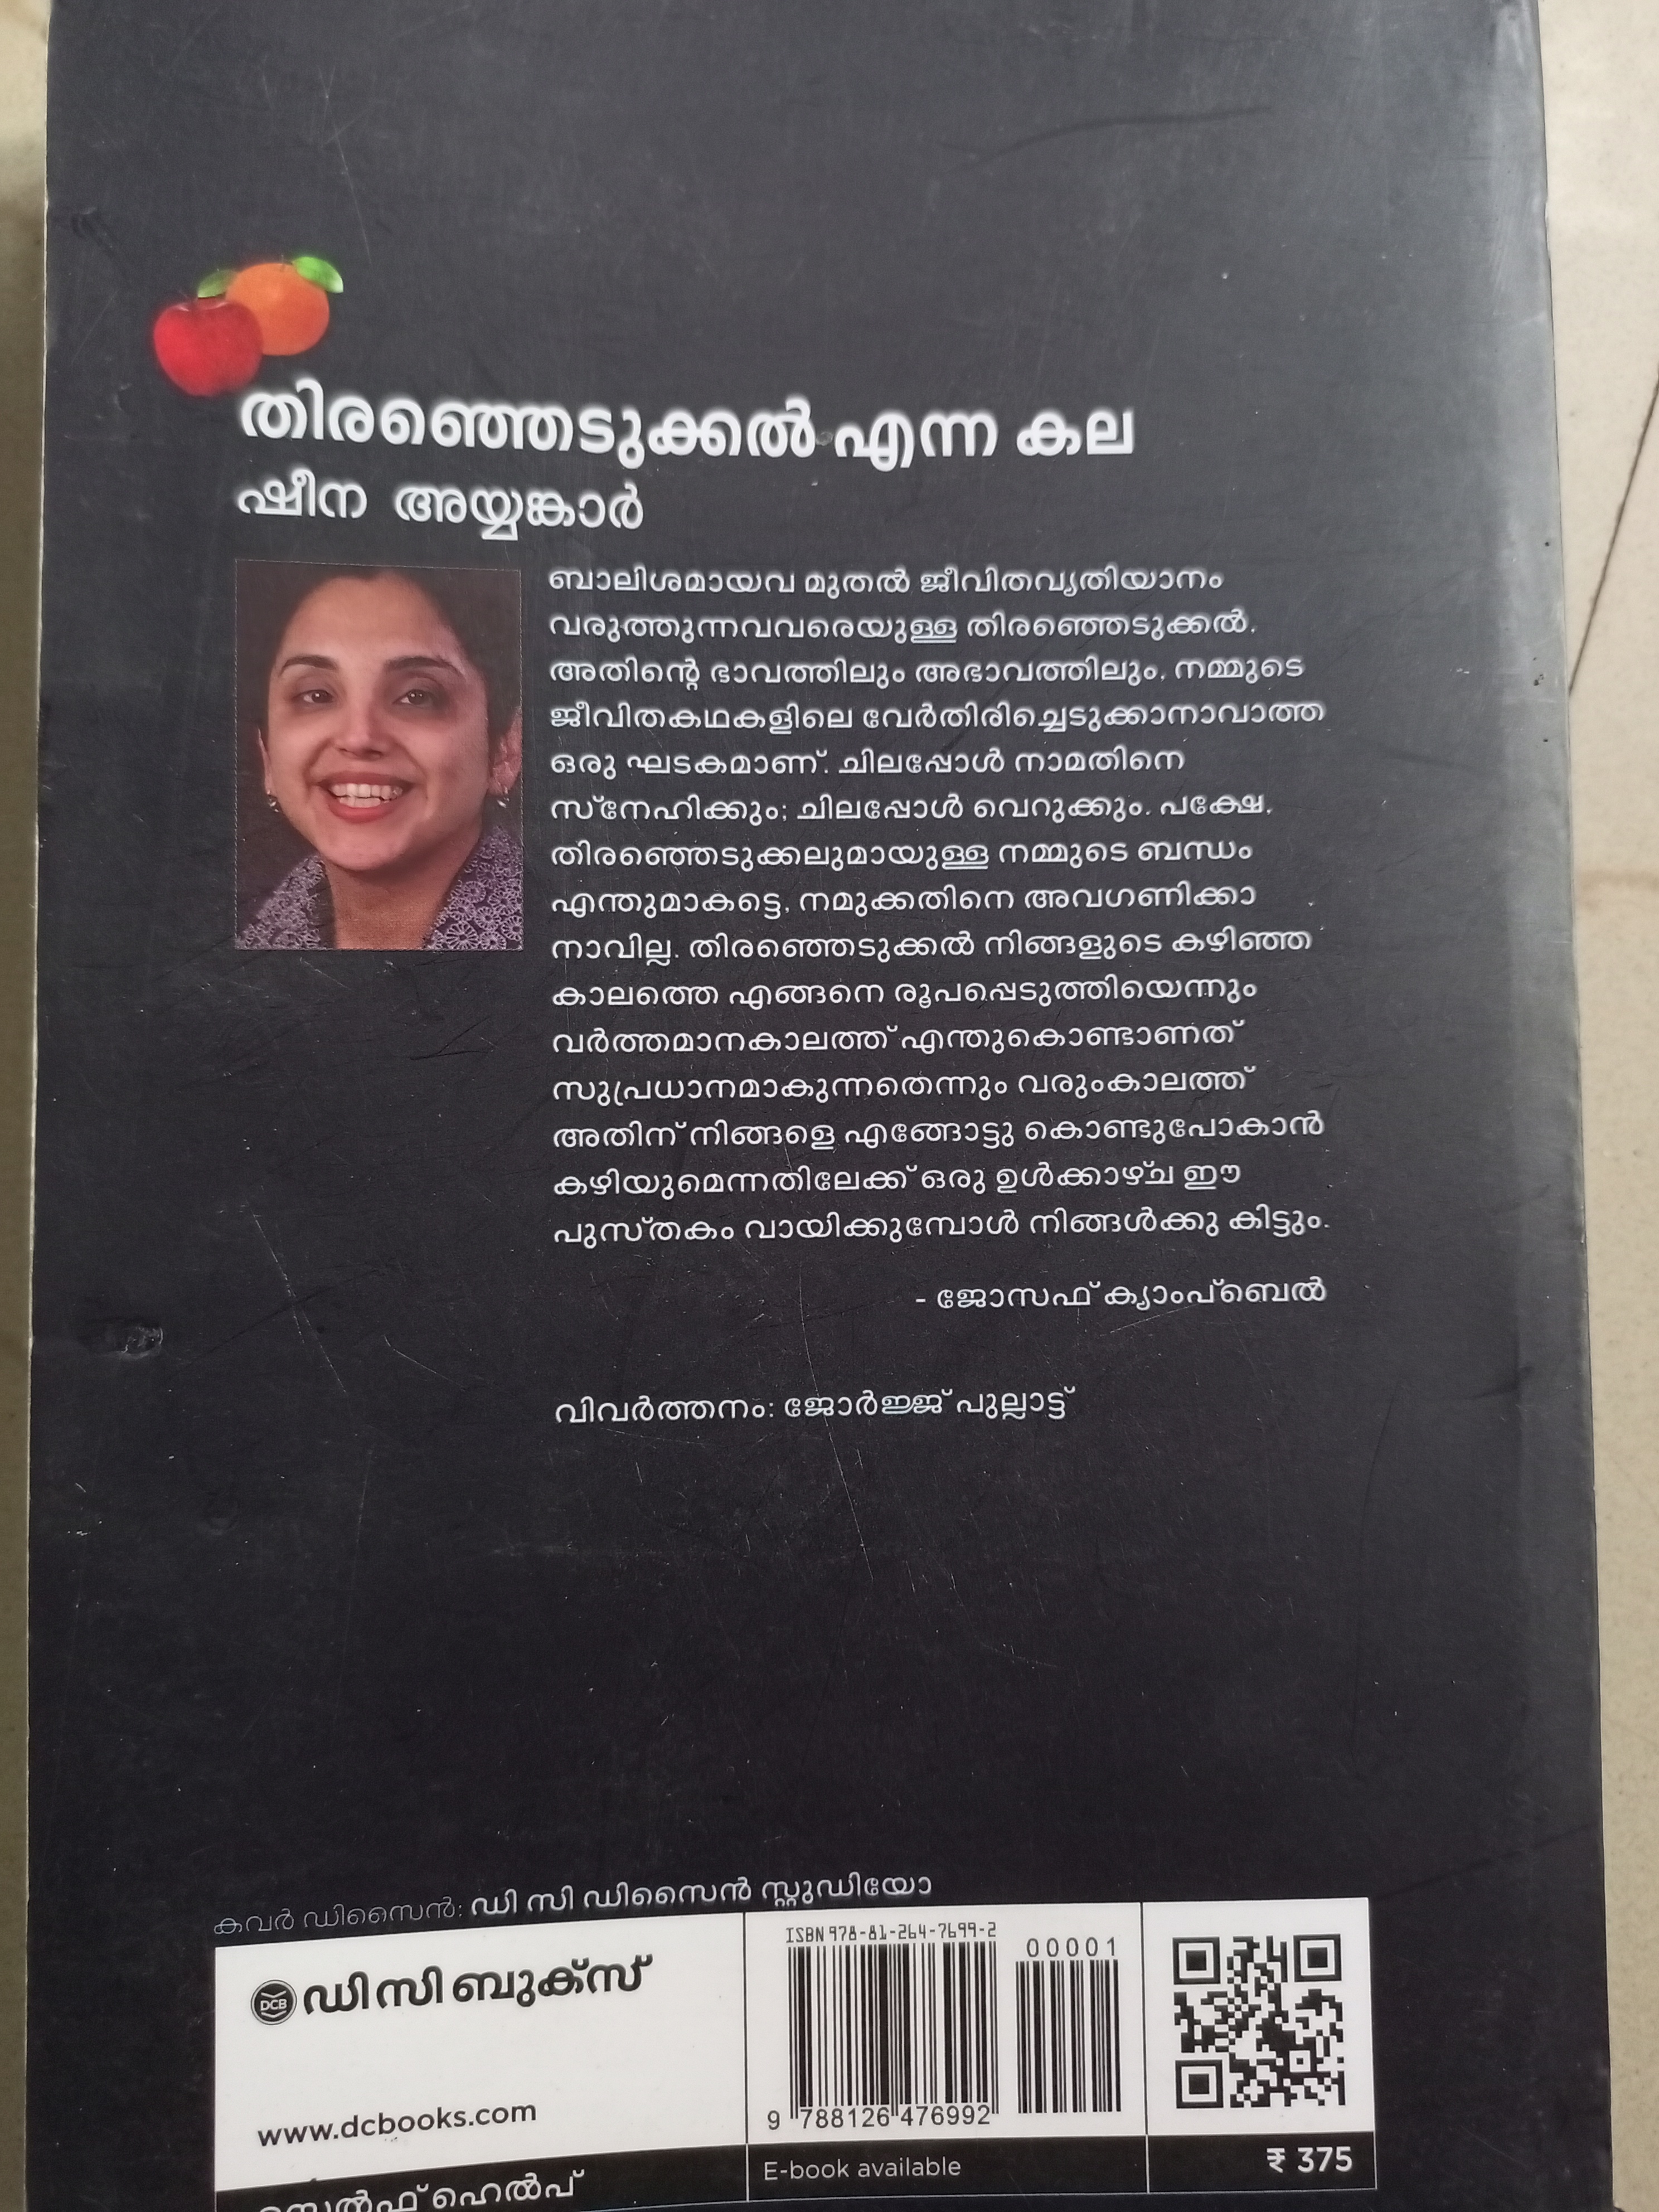 തിരഞ്ഞെടുക്കൽ എന്ന കല
ഷീന അയ്യങ്കാർ
ബാലിശമായവ മുതൽ ജീവിതവ്യതിയാനം
വരുത്തുന്നവവരെയുള്ള തിരഞ്ഞെടുക്കൽ,
അതിന്റെ ഭാവത്തിലും അഭാവത്തിലും, നമ്മുടെ
ജീവിതകഥകളിലെ വേർതിരിച്ചെടുക്കാനാവാത്ത
ഒരു ഘടകമാണ്. ചിലപ്പോൾ നാമതിനെ
സ്നേഹിക്കും; ചിലപ്പോൾ വെറുക്കും. പക്ഷേ,
തിരഞ്ഞെടുക്കലുമായുള്ള നമ്മുടെ ബന്ധം
എന്തുമാകട്ടെ, നമുക്കതിനെ അവഗണിക്കാ
നാവില്ല. തിരഞ്ഞെടുക്കൽ നിങ്ങളുടെ കഴിഞ്ഞ
കാലത്തെ എങ്ങനെ രൂപപ്പെടുത്തിയെന്നും
വർത്തമാനകാലത്ത് എന്തുകൊണ്ടാണത്
സുപ്രധാനമാകുന്നതെന്നും വരുംകാലത്ത്
അതിന് നിങ്ങളെ എങ്ങോട്ടു കൊണ്ടുപോകാൻ
കഴിയുമെന്നതിലേക്ക് ഒരു ഉൾക്കാഴ്ച ഈ
പുസ്തകം വായിക്കുമ്പോൾ നിങ്ങൾക്കു കിട്ടും.
- ജോസഫ് ക്യാംപ്ബെൽ
വിവർത്തനം: ജോർജ്ജ് പുല്ലാട്ട്
കവർ ഡിസൈൻ: ഡി സി ഡിസൈൻ സ്റ്റുഡിയോ
DCB ഡി സി ബുക്സ്
www.dcbooks.com
ISBN 978-81-264-7699-2
00001
9 788126 476992
E-book available
₹ 375
സെൽഫ് ഹെൽപ്